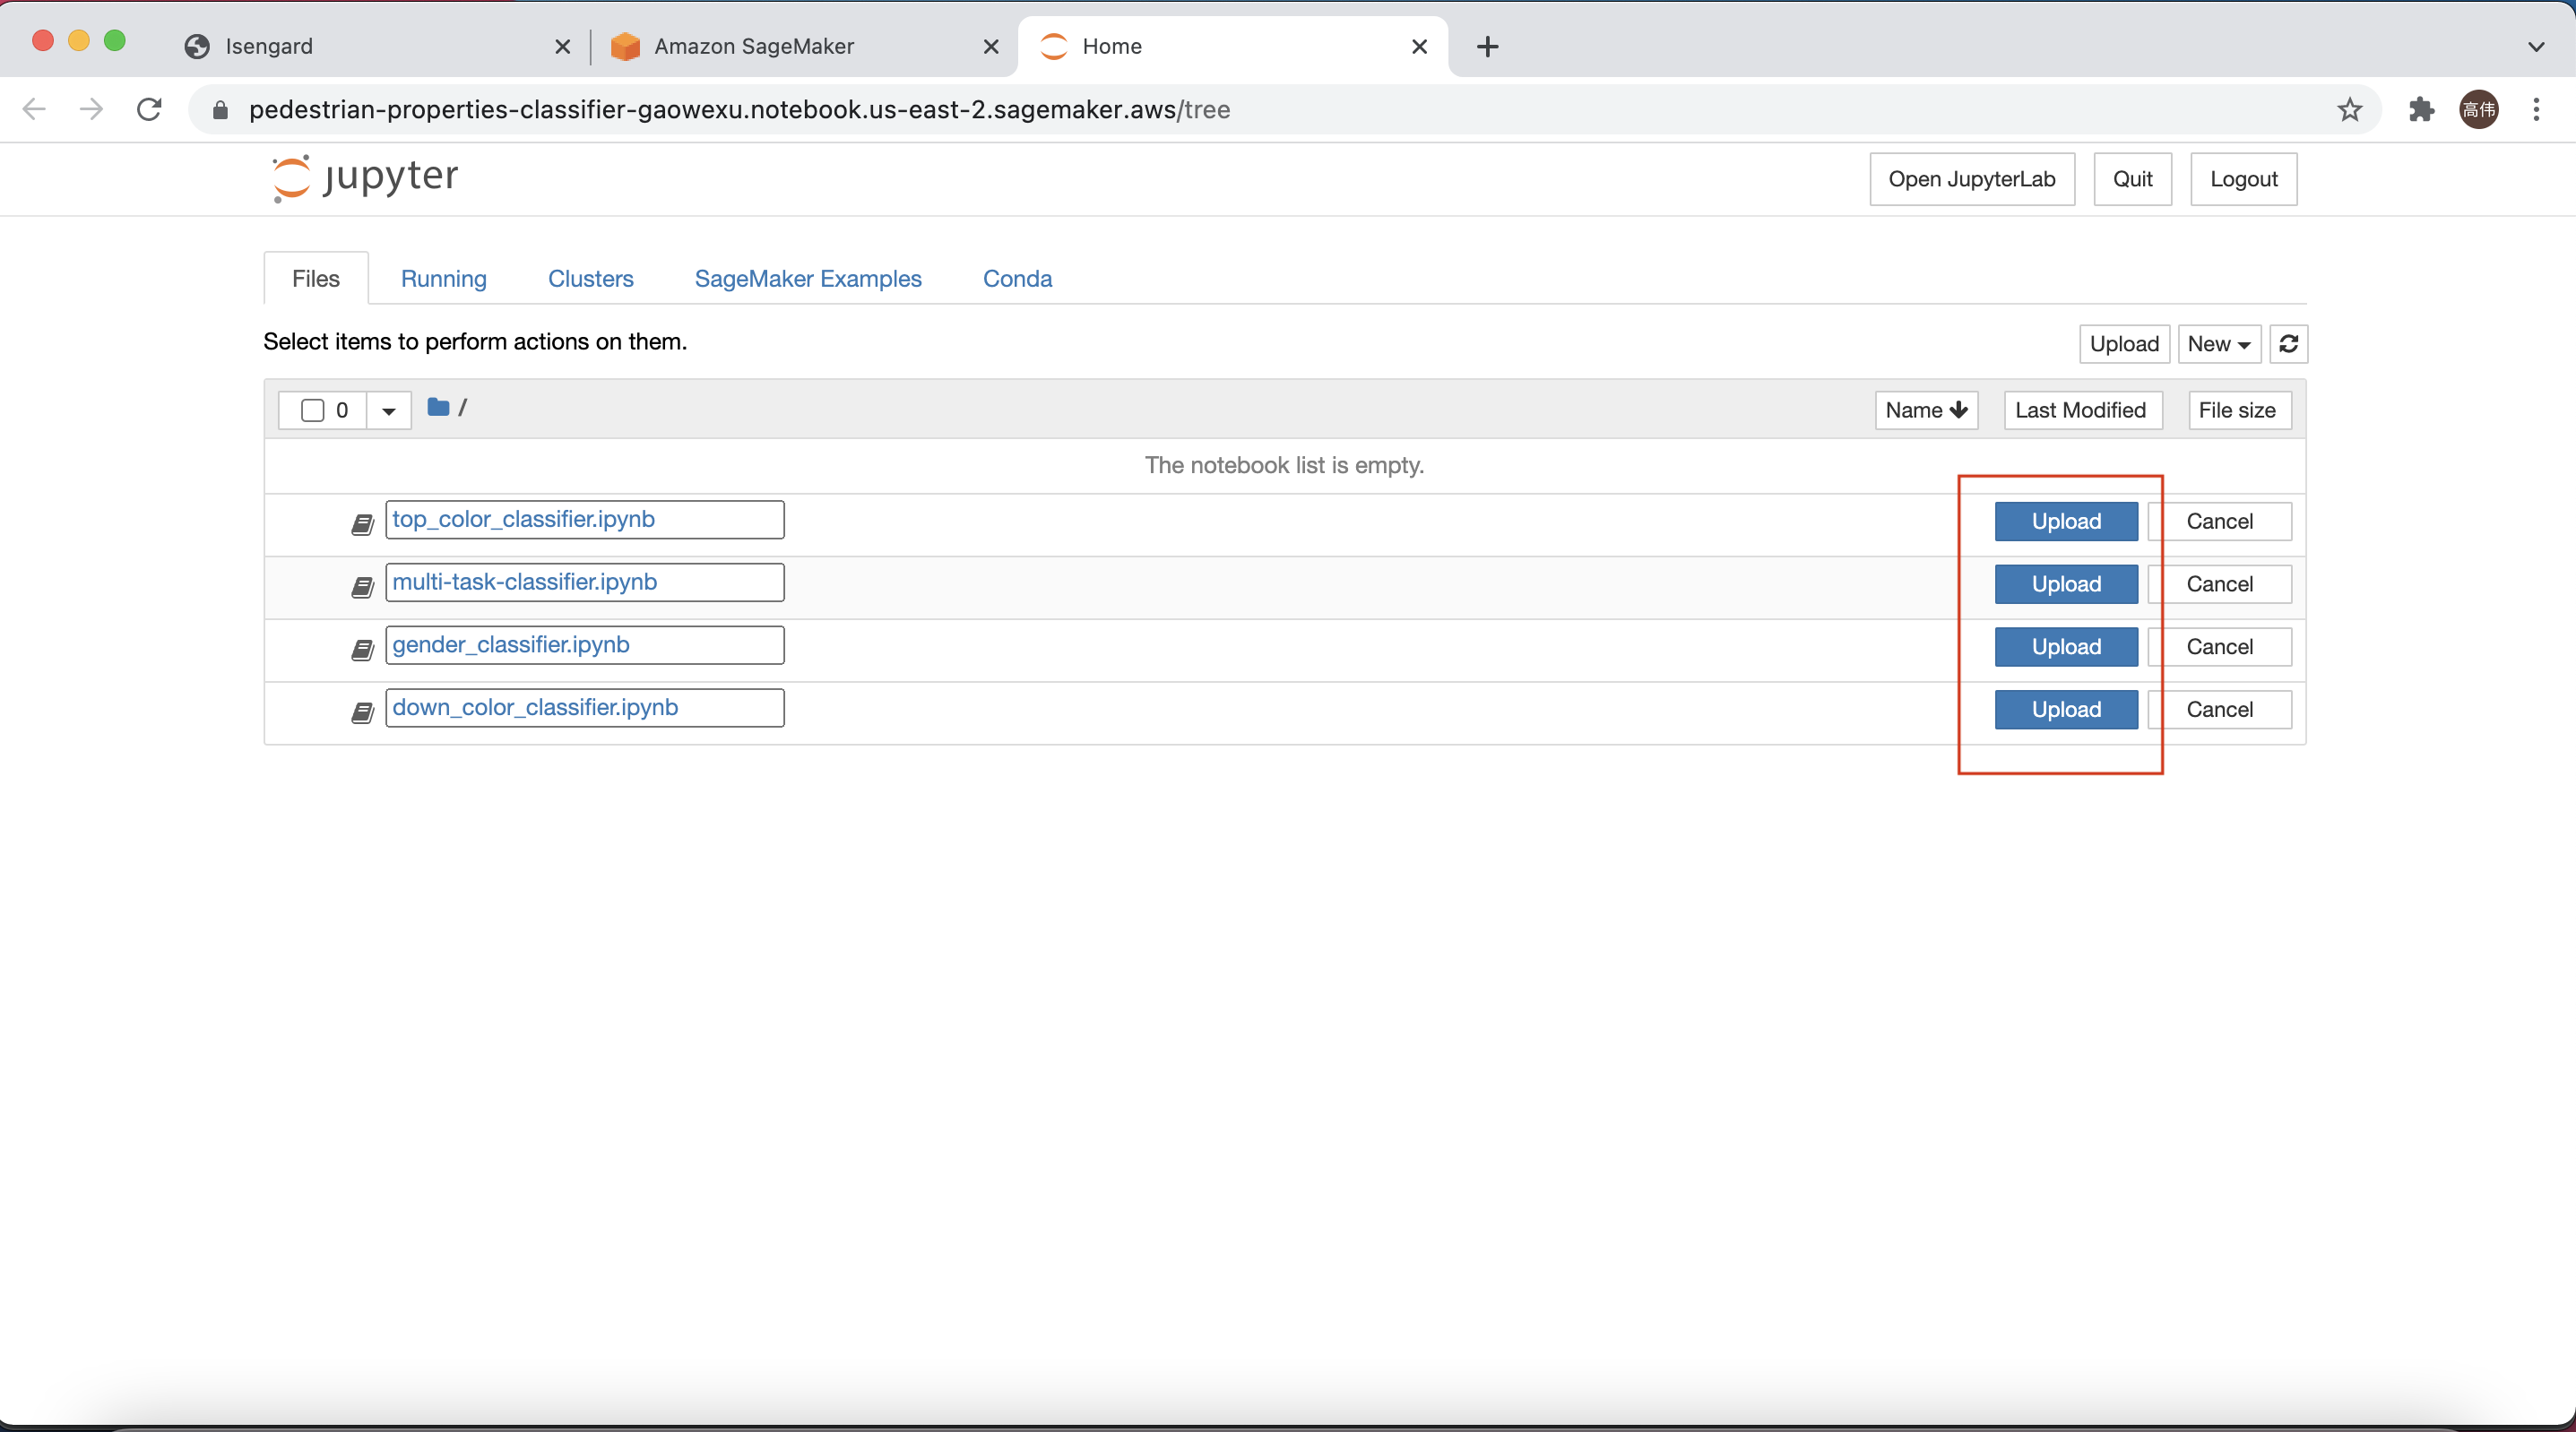 Isengard
Amazon SageMaker
Home
pedestrian-properties-classifier-gaowexu.notebook.us-east-2.sagemaker.aws/tree
高伟
jupyter
Open JupyterLab
Quit
Logout
Files
Running
Clusters
SageMaker Examples
Conda
Select items to perform actions on them.
Upload
New
0
/
Name
Last Modified
File size
The notebook list is empty.
top_color_classifier.ipynb
Upload
Cancel
multi-task-classifier.ipynb
Upload
Cancel
gender_classifier.ipynb
Upload
Cancel
down_color_classifier.ipynb
Upload
Cancel